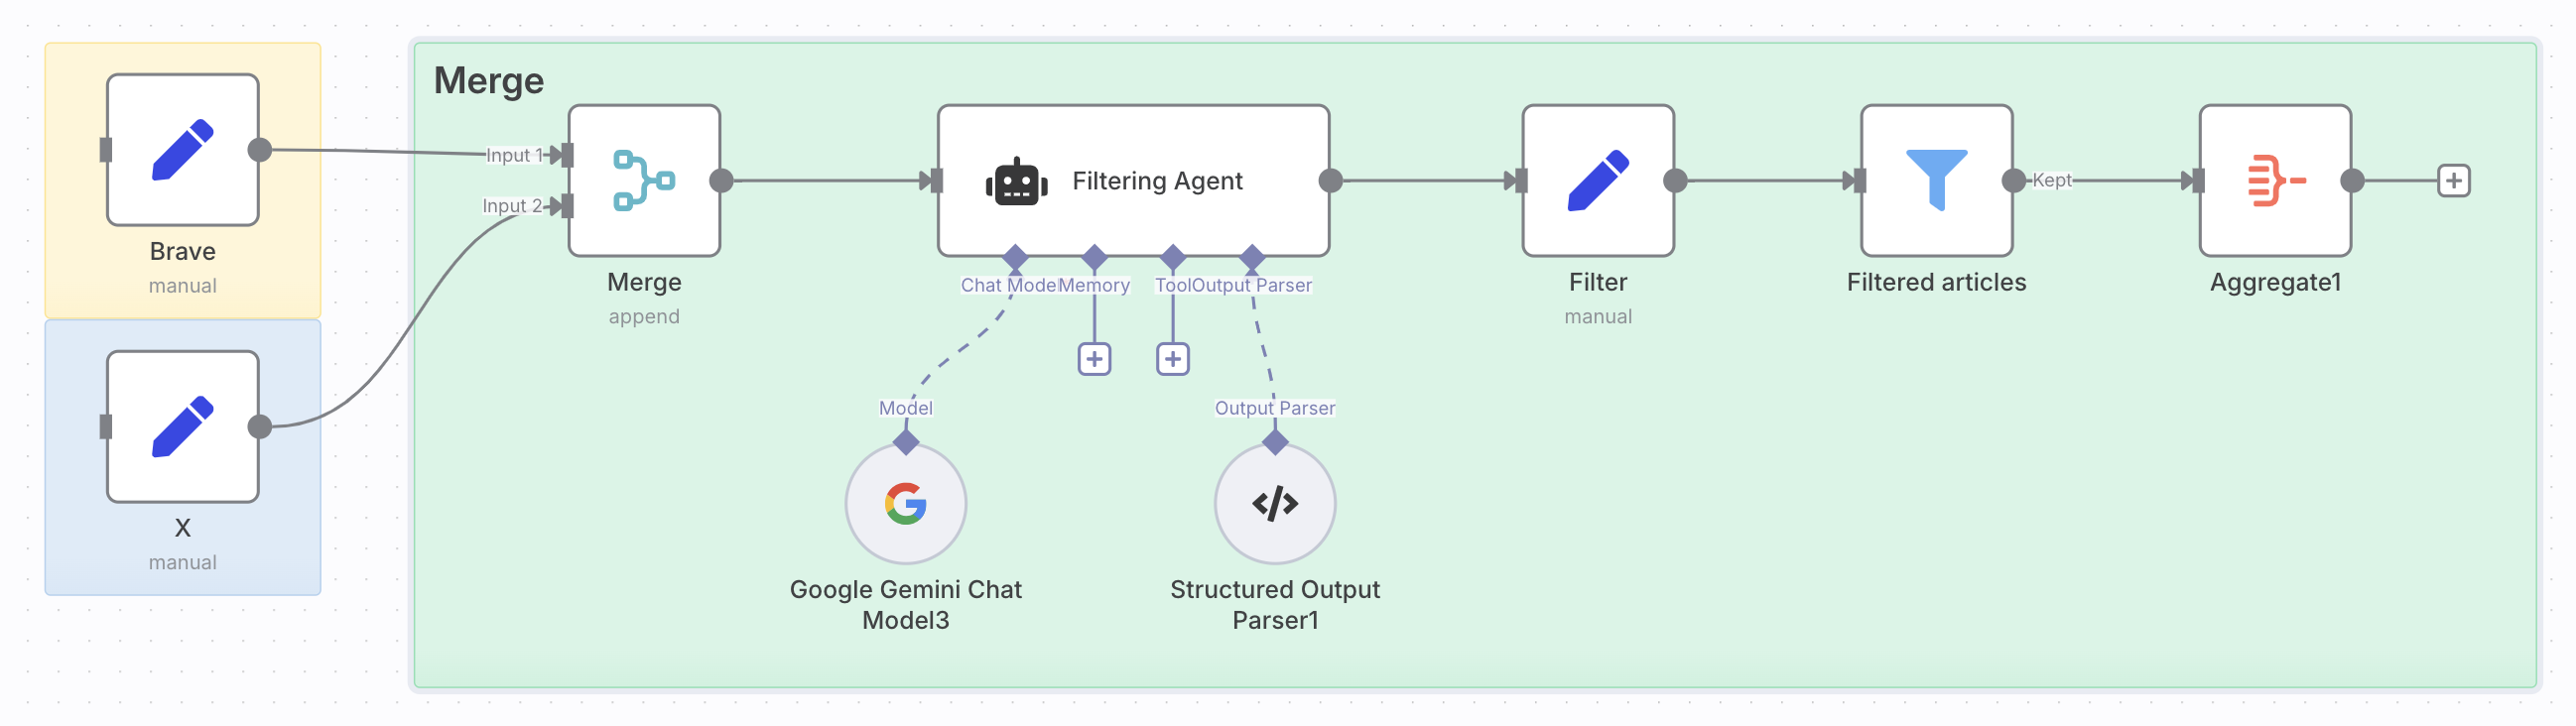 Merge
Brave
manual
X
manual
Input 1
Input 2
Merge
append
Filtering Agent
Chat Model
Memory
Tool
Output Parser
Model
Output Parser
Google Gemini Chat
Model3
Structured Output
Parser1
Filter
manual
Filtered articles
Kept
Aggregate1